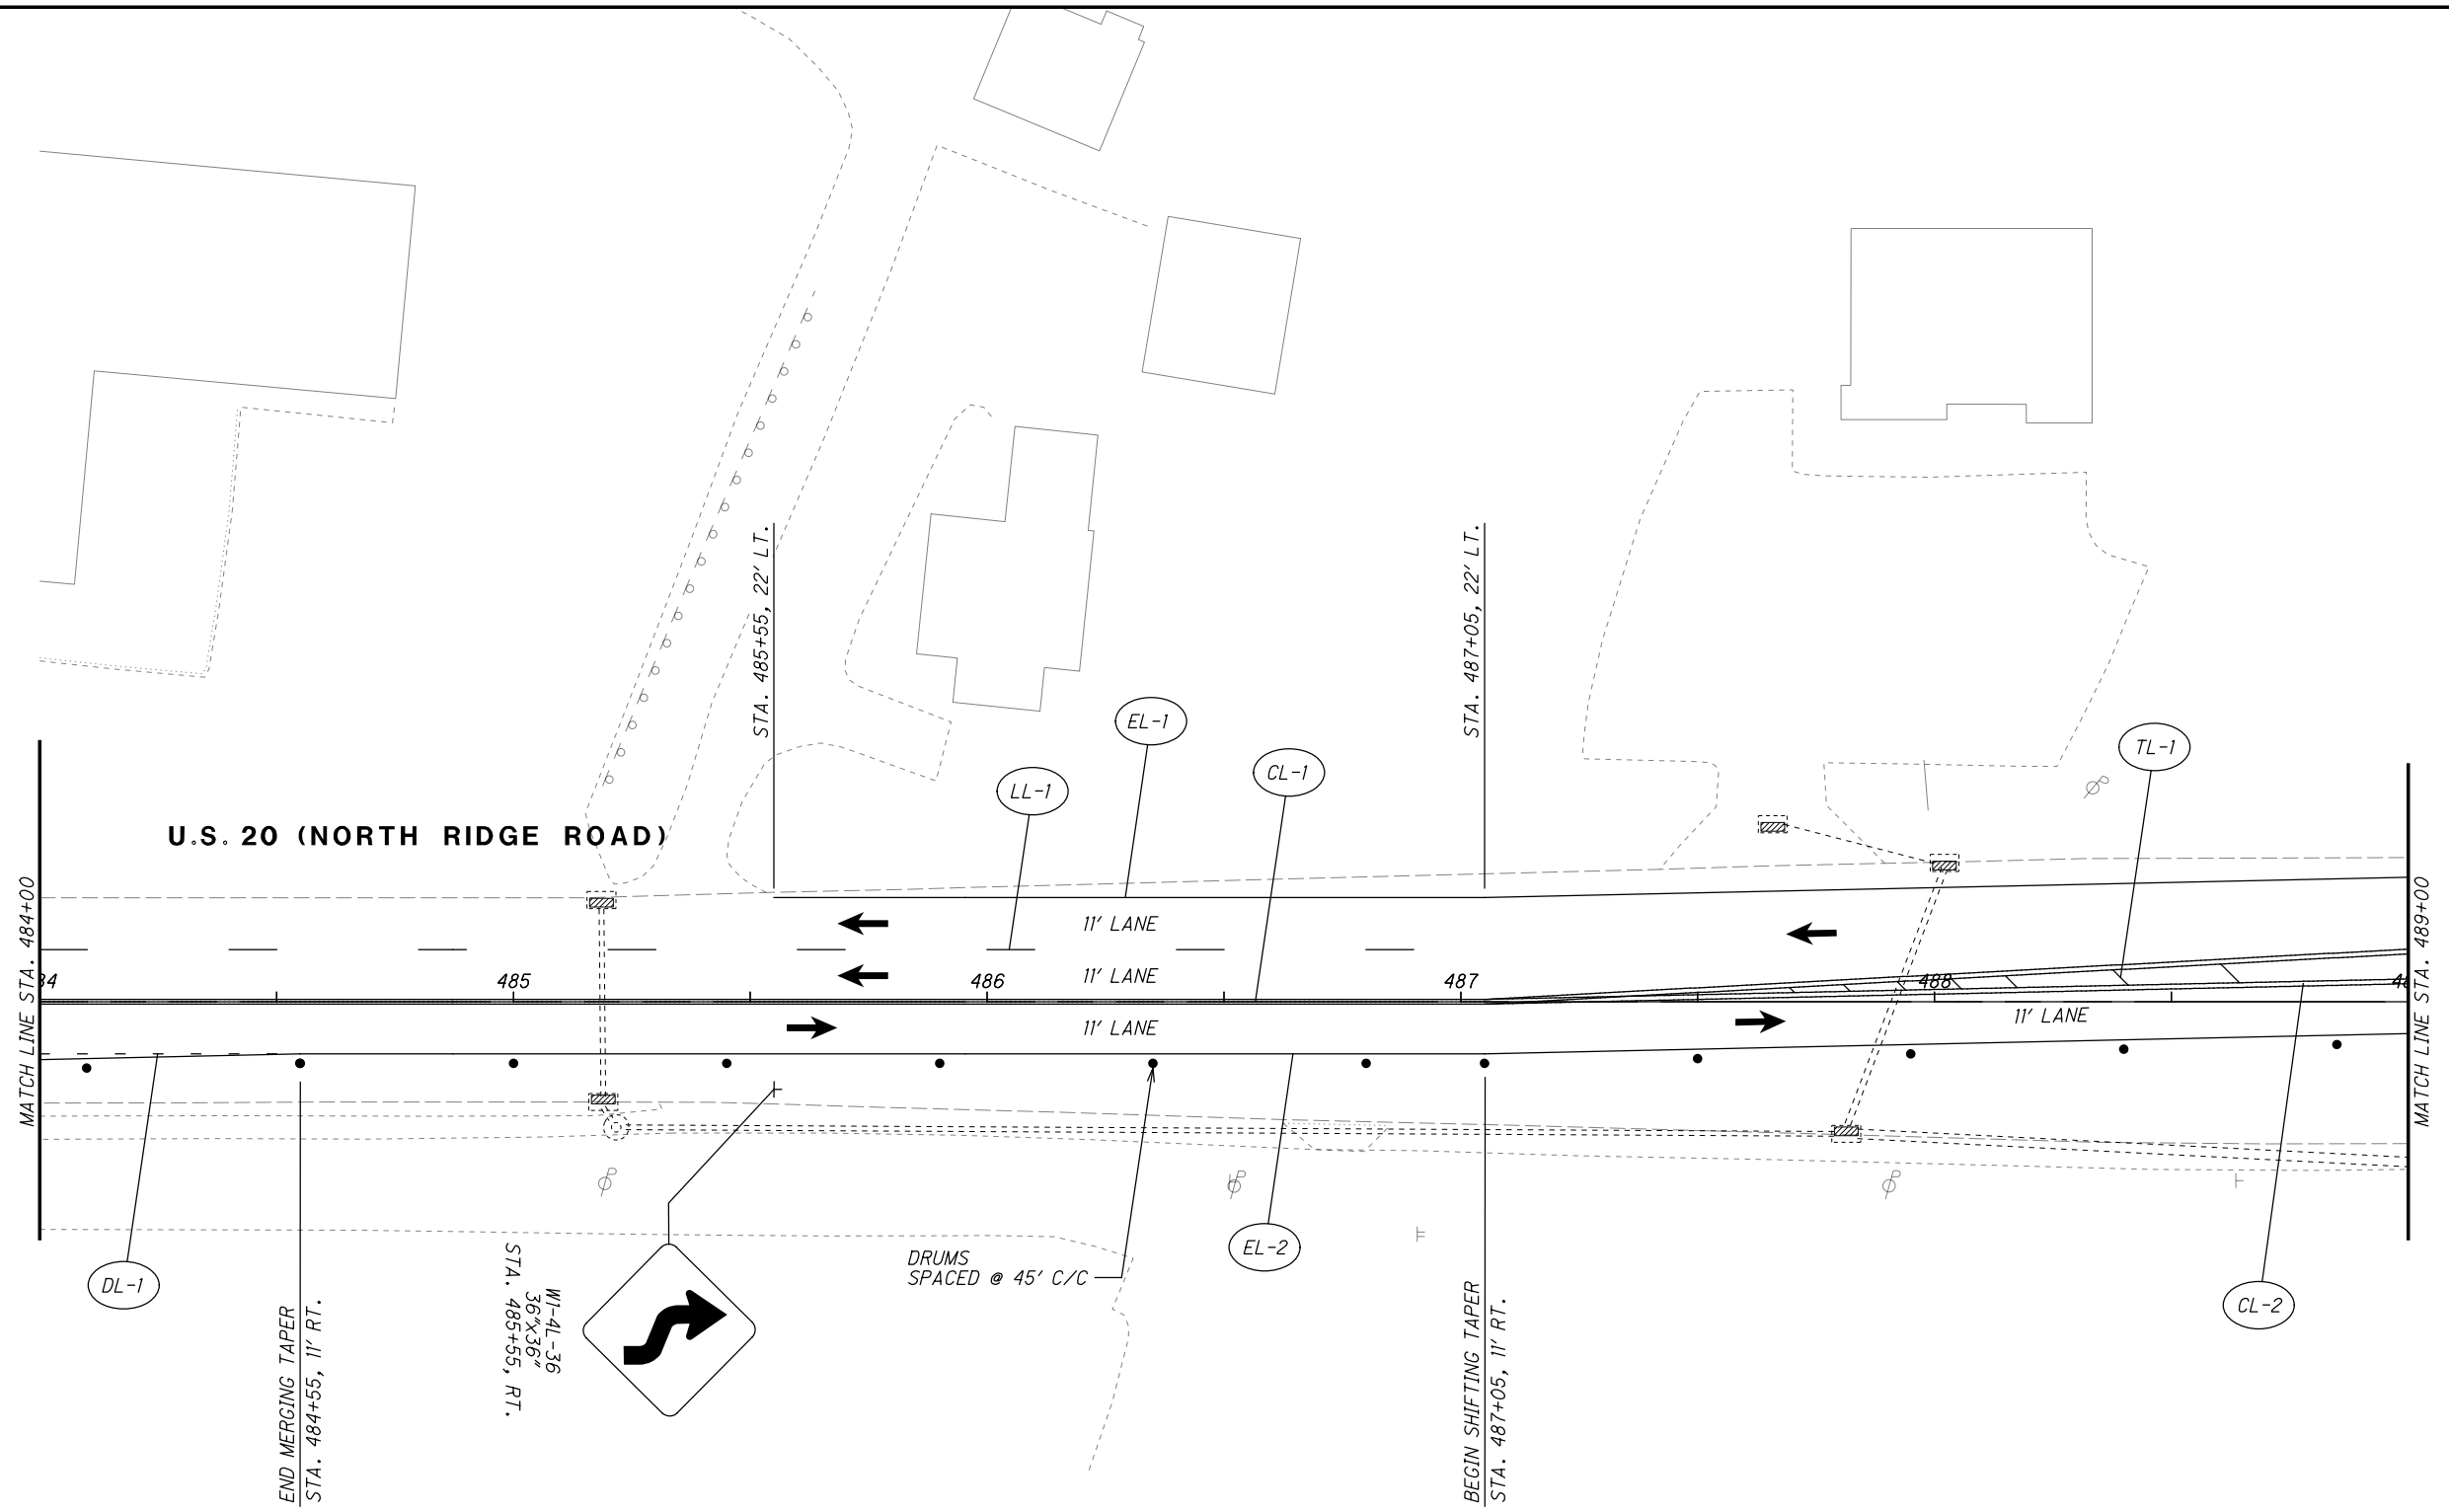 STA. 485+55, 22' LT.
STA. 487+05, 22' LT.
EL-1
CL-1
TL-1
LL-1
U.S. 20 (NORTH RIDGE ROAD)
MATCH LINE STA. 484+00
MATCH LINE STA. 489+00
11' LANE
11' LANE
84
485
486
487
488
48
11' LANE
11' LANE
DL-1
EL-2
CL-2
DRUMS
SPACED @ 45' C/C
W1-4L-36
36"X36"
STA. 485+55, RT.
END MERGING TAPER
STA. 484+55, 11' RT.
BEGIN SHIFTING TAPER
STA. 487+05, 11' RT.